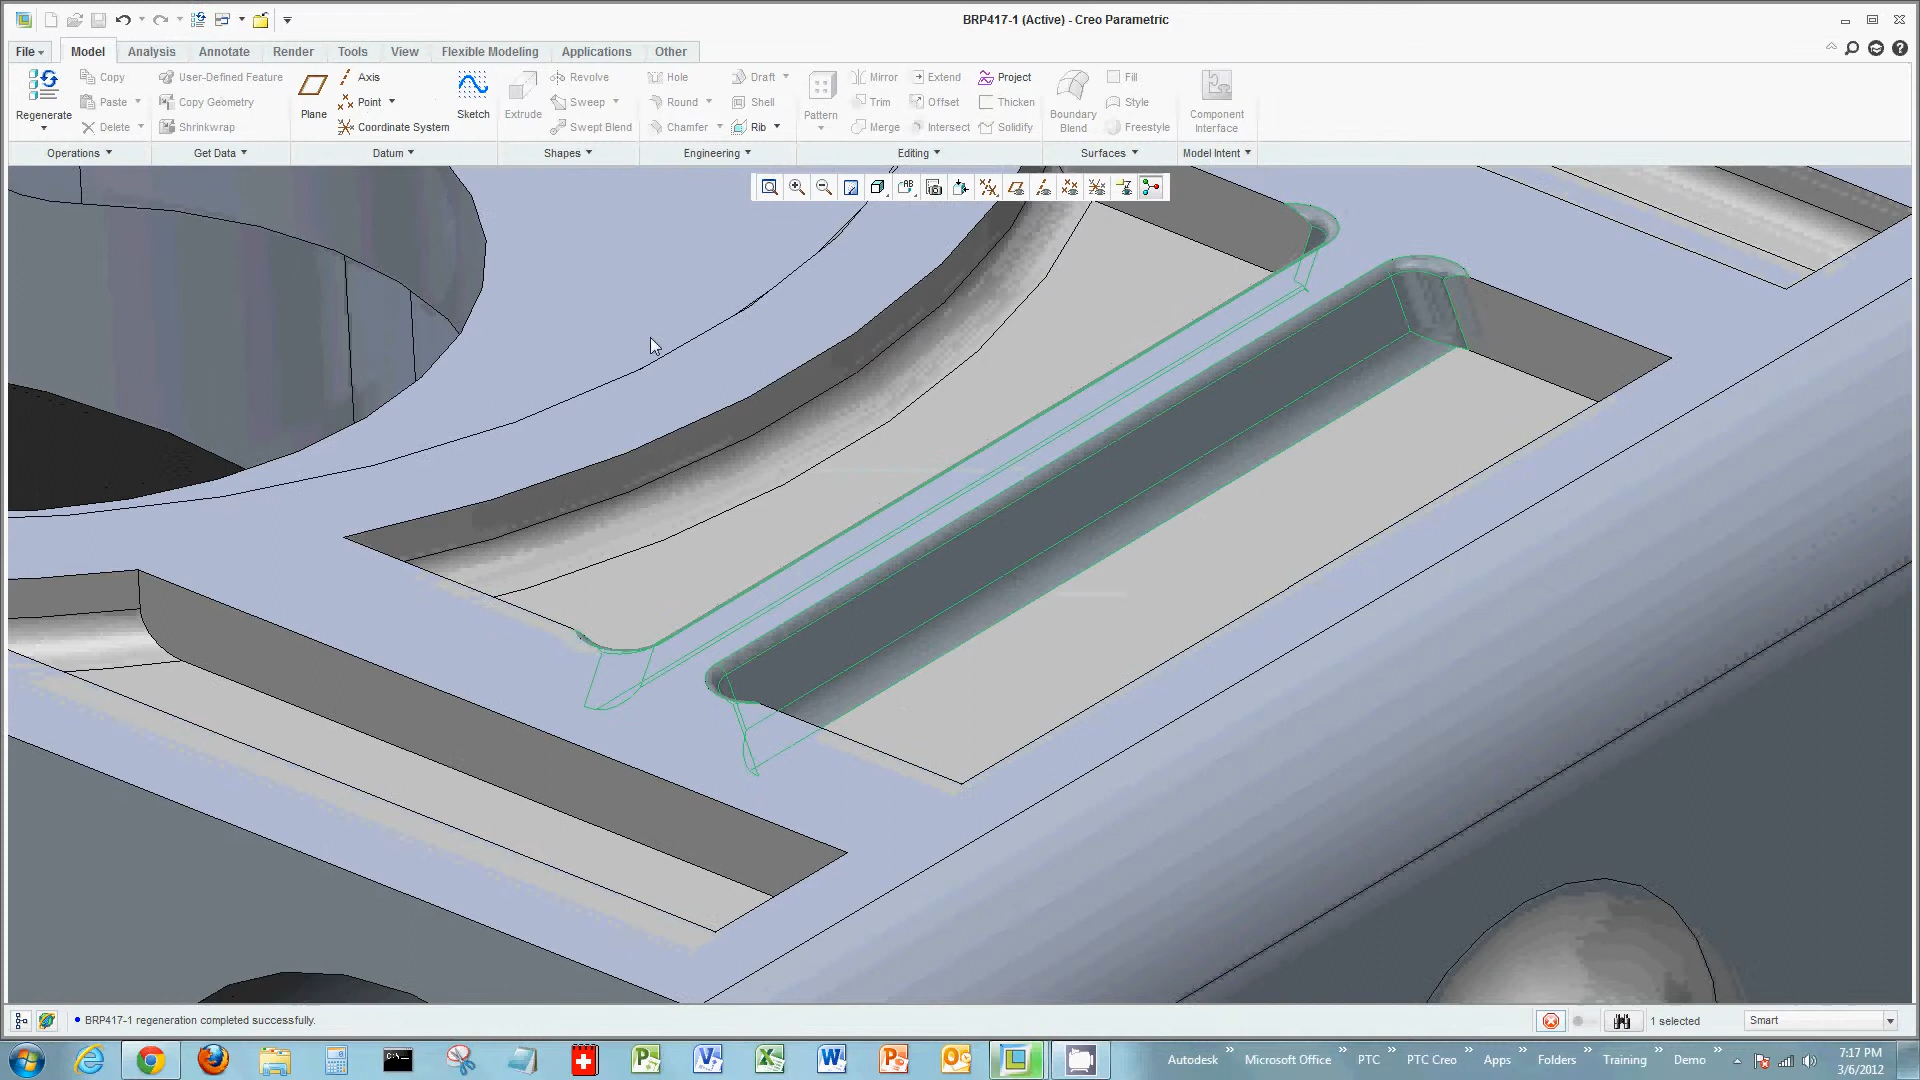 BRP417-1 (Active) - Creo Parametric
File Model Analysis Annotate Render Tools View Flexible Modeling Applications Other
Copy User-Defined Feature Axis Revolve Hole Draft Mirror Extend Project Fill
Paste Copy Geometry Point Sweep Round Shell Trim Offset Thicken Style
Regenerate Plane Sketch Extrude Pattern Boundary Blend Component Interface
Delete Shrinkwrap Coordinate System Swept Blend Chamfer Rib Merge Intersect Solidify Freestyle
Operations Get Data Datum Shapes Engineering Editing Surfaces Model Intent
BRP417-1 regeneration completed successfully.
1 selected
Smart
Autodesk Microsoft Office PTC PTC Creo Apps Folders Training Demo
7:17 PM
3/6/2012